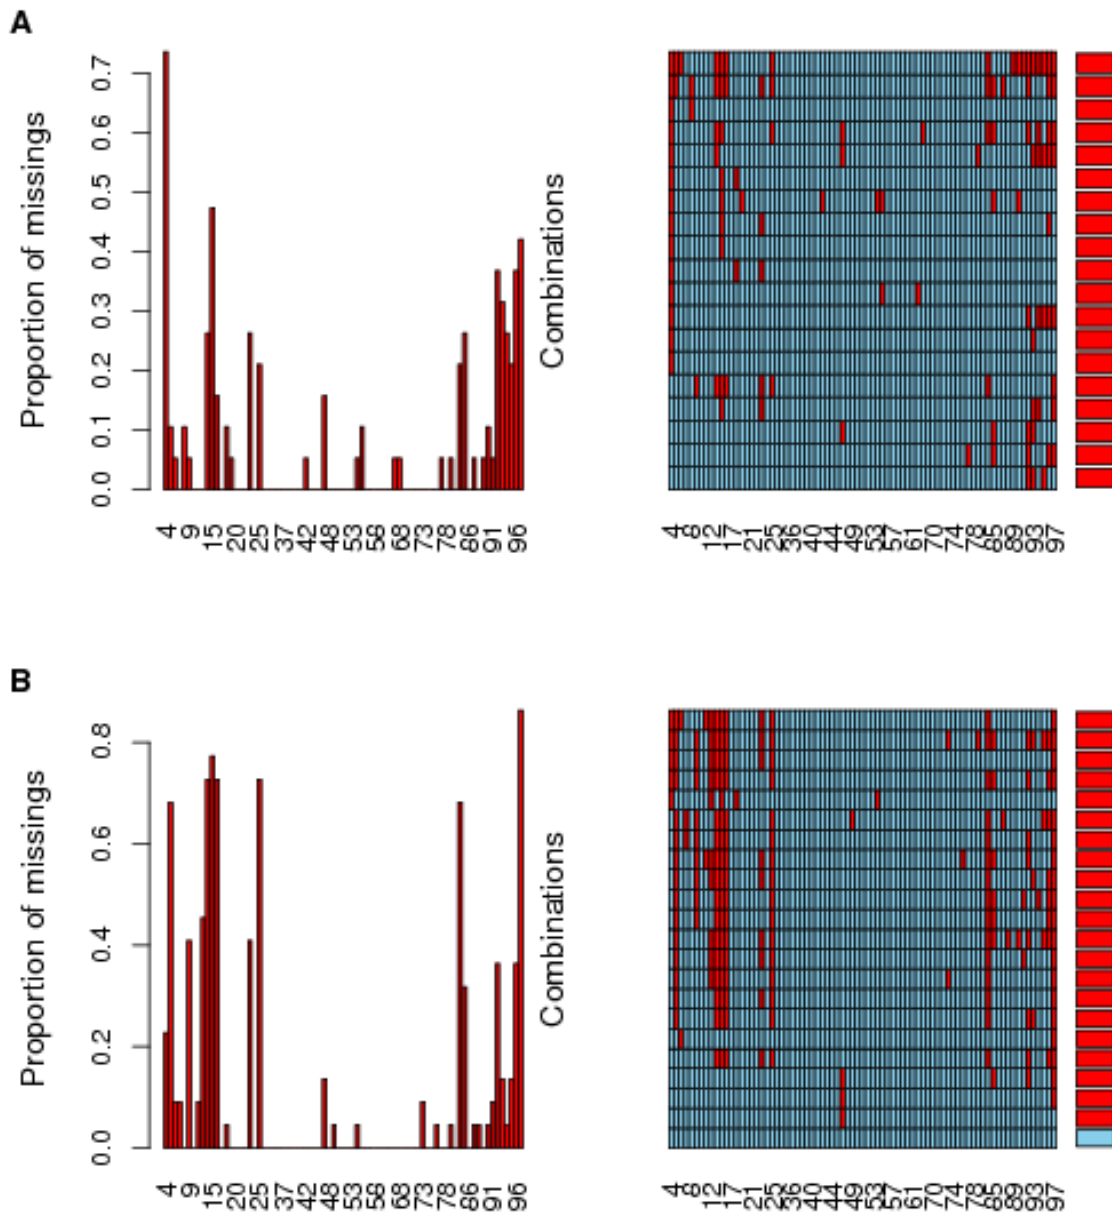 A
Proportion of missings
0.0 0.1 0.2 0.3 0.4 0.5 0.6 0.7
4 9 15 20 25 37 42 48 53 58 68 73 78 86 91 96
Combinations
4 8 12 17 21 25 36 40 44 49 53 57 61 70 74 78 85 89 93 97
B
Proportion of missings
0.0 0.2 0.4 0.6 0.8
4 9 15 20 25 37 42 48 53 58 68 73 78 86 91 96
Combinations
4 8 12 17 21 25 36 40 44 49 53 57 61 70 74 78 85 89 93 97